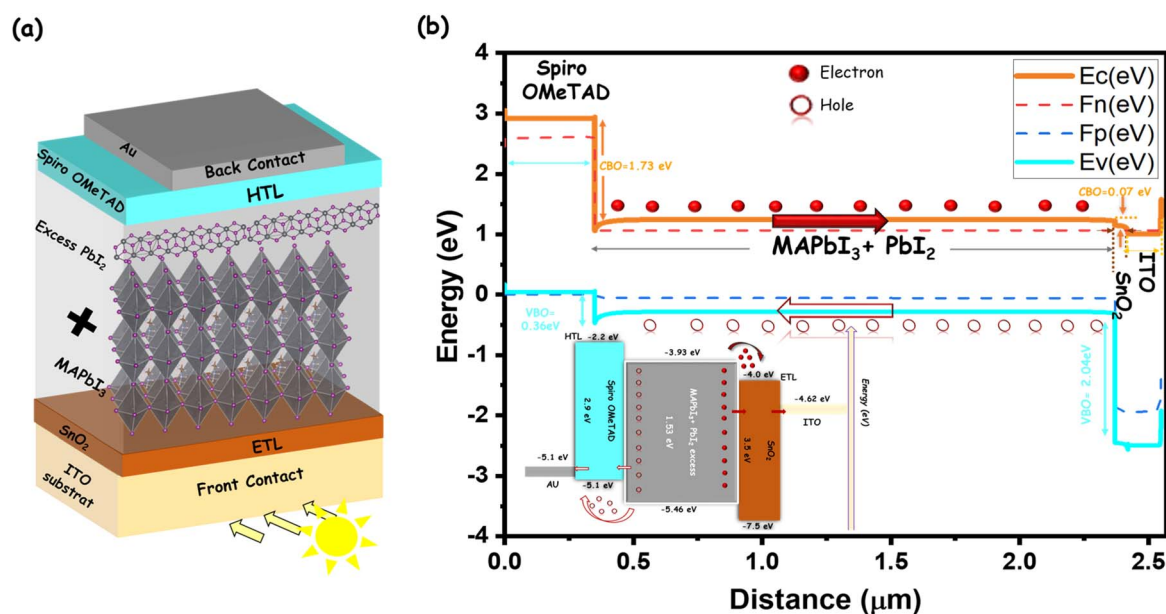 (a)
Au
Back Contact
Spiro OMeTAD
HTL
Excess PbI2
MAPbI3
SnO2
ETL
ITO
substrat
Front Contact
(b)
Energy (eV)
4
3
2
1
0
-1
-2
-3
-4
0.0
0.5
1.0
1.5
2.0
2.5
Distance (μm)
Spiro
OMeTAD
Electron
Hole
Ec(eV)
Fn(eV)
Fp(eV)
Ev(eV)
CBO=1.73 eV
CBO=0.07 eV
MAPbI3+ PbI2
SnO2
ITO
VBO=
0.36eV
VBO= 2.04eV
HTL
-2.2 eV
Spiro OMeTAD
2.9 eV
-5.1 eV
-5.1 eV
AU
-3.93 eV
MAPbI3+ PbI2 excess
1.53 eV
-5.46 eV
-4.0 eV
ETL
SnO2
3.5 eV
-7.5 eV
-4.62 eV
ITO
Energy (eV)